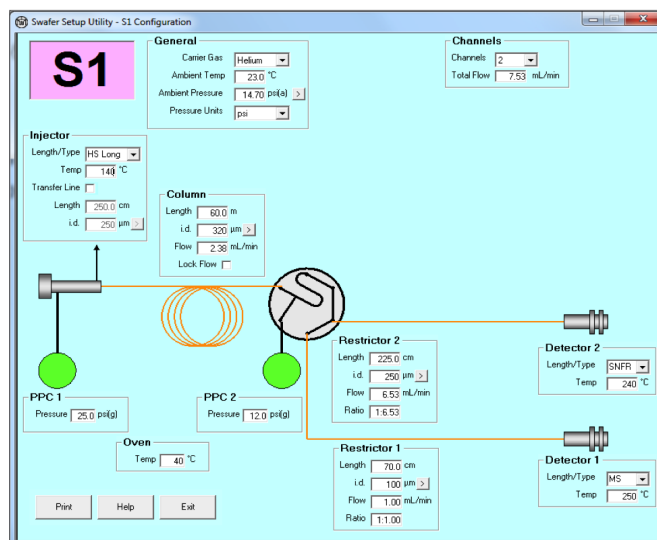 Swafer Setup Utility - S1 Configuration
S1
General
Carrier Gas Helium
Ambient Temp 23.0 °C
Ambient Pressure 14.70 psi(a) >
Pressure Units psi
Channels
Channels 2
Total Flow 7.53 mL/min
Injector
Length/Type HS Long
Temp 140 °C
Transfer Line
Length 250.0 cm
i.d. 250 µm >
Column
Length 60.0 m
i.d. 320 µm >
Flow 2.38 mL/min
Lock Flow
Restrictor 2
Length 225.0 cm
i.d. 250 µm >
Flow 6.53 mL/min
Ratio 1:6.53
Detector 2
Length/Type SNFR
Temp 240 °C
PPC 1
Pressure 25.0 psi(g)
PPC 2
Pressure 12.0 psi(g)
Oven
Temp 40 °C
Restrictor 1
Length 70.0 cm
i.d. 100 µm >
Flow 1.00 mL/min
Ratio 1:1.00
Detector 1
Length/Type MS
Temp 250 °C
Print Help Exit